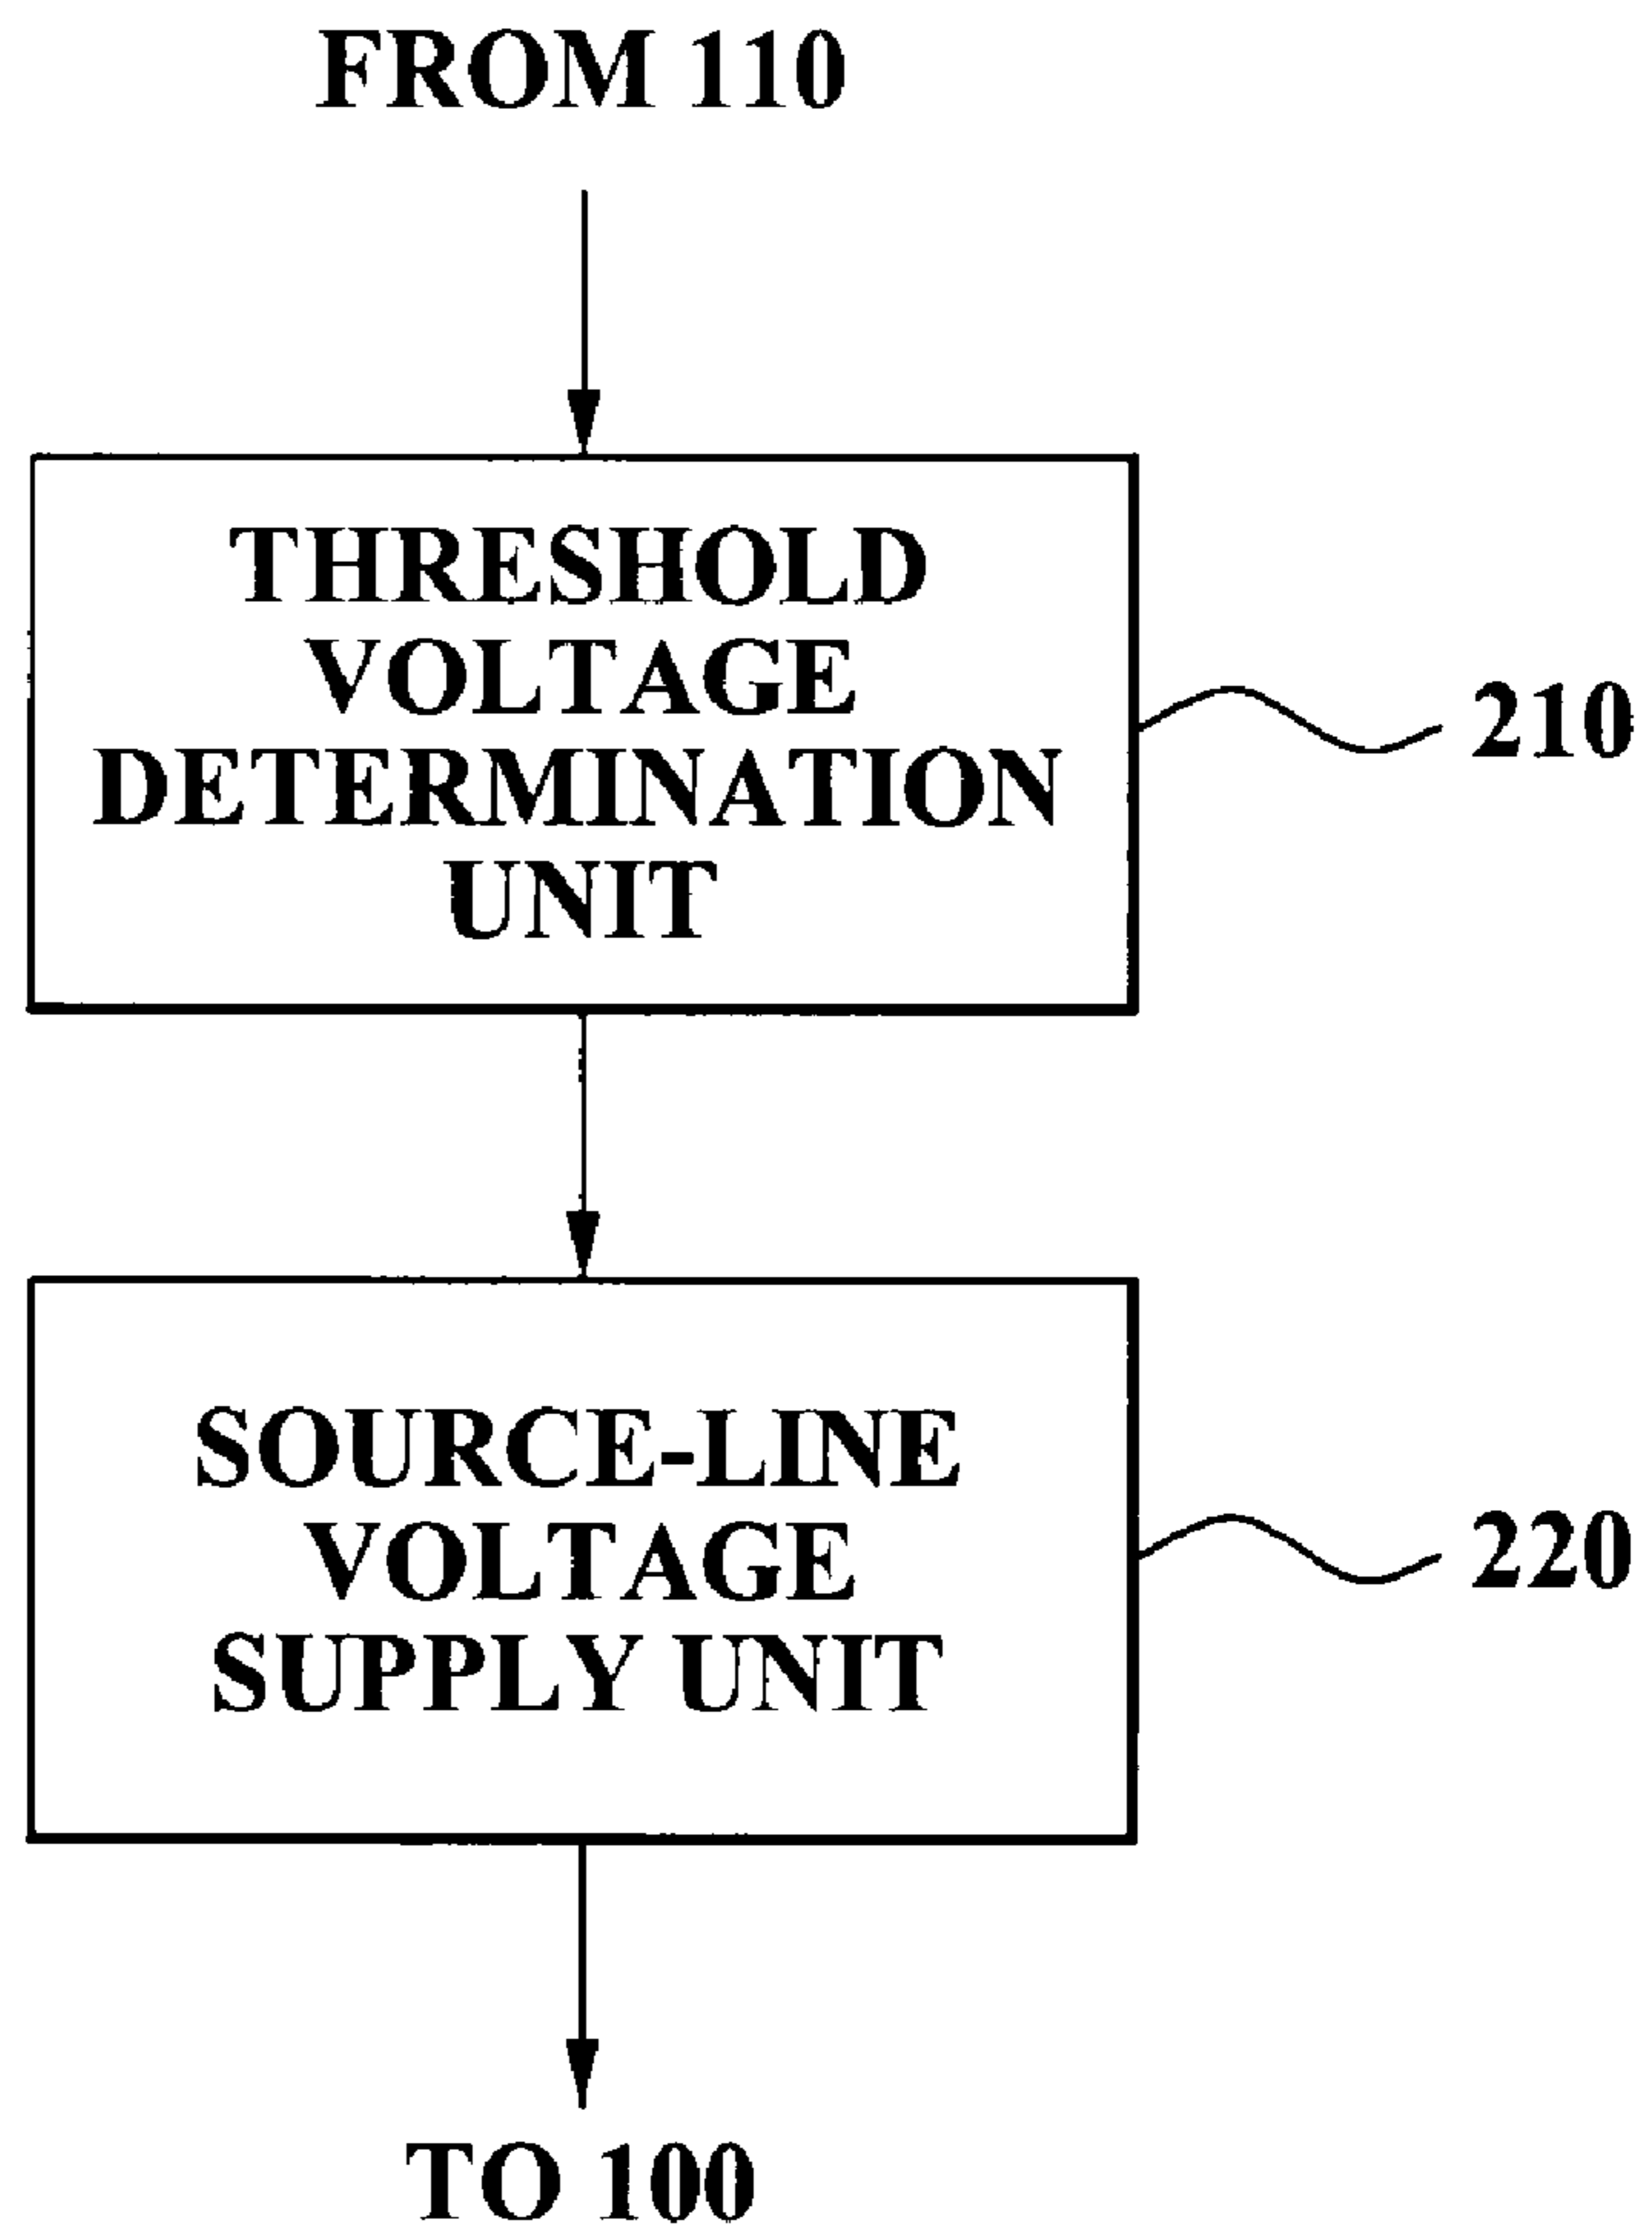 FROM 110
THRESHOLD
VOLTAGE
DETERMINATION
UNIT
210
SOURCE-LINE
VOLTAGE
SUPPLY UNIT
220
TO 100